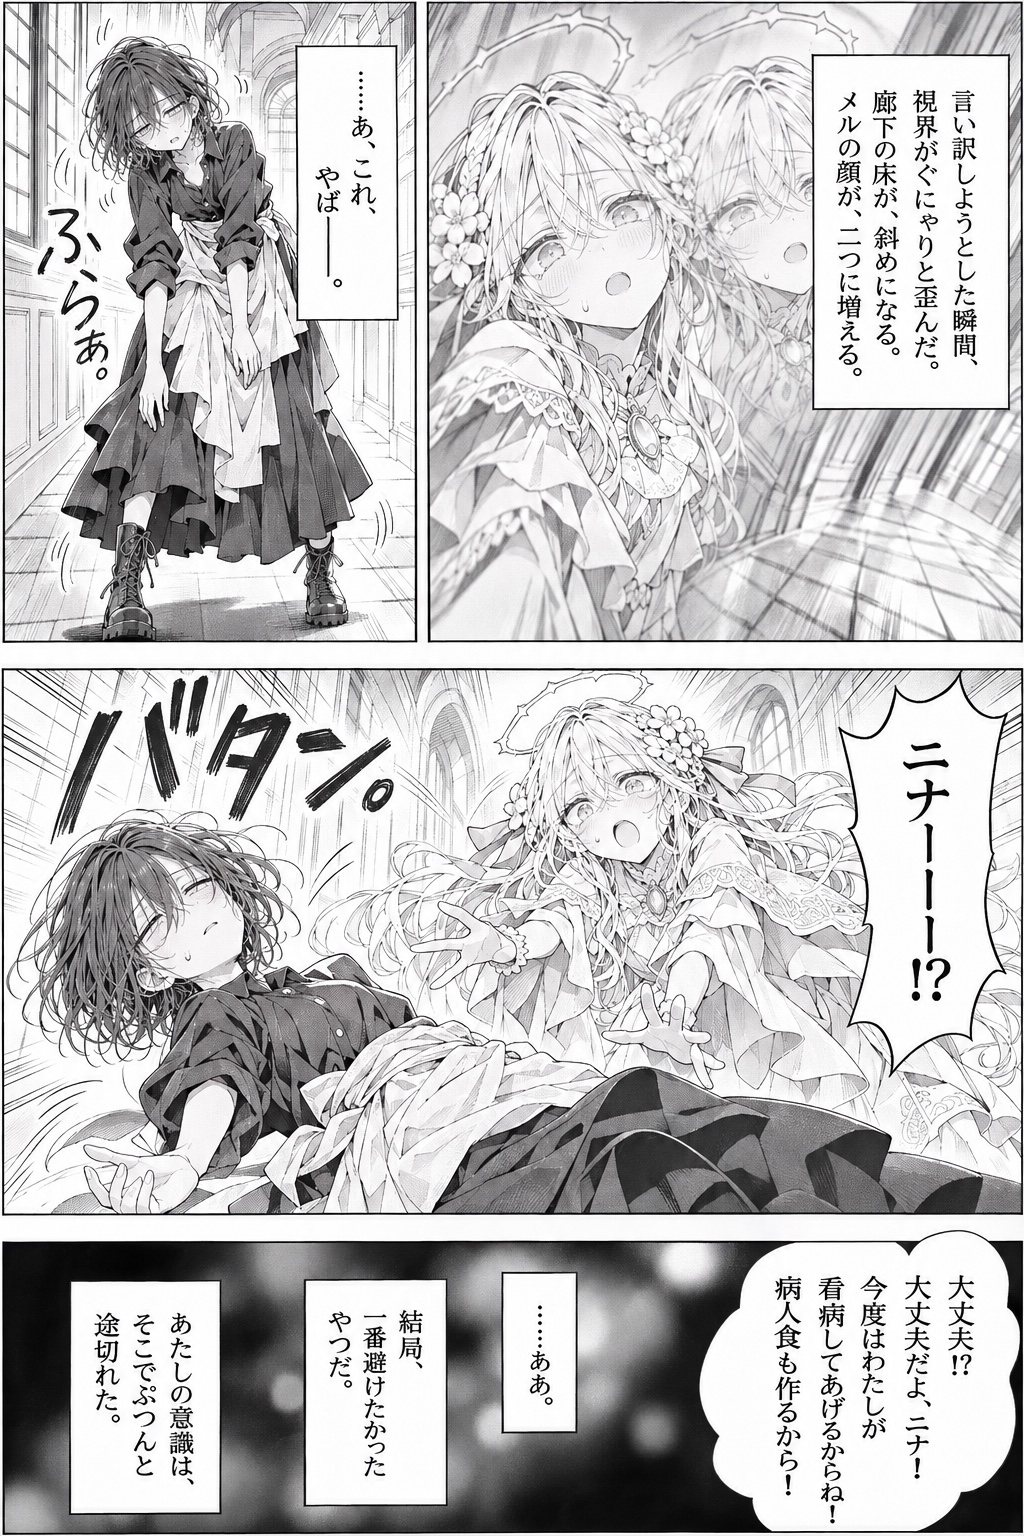 言い訳しようとした瞬間、
視界がぐにゃりと歪んだ。
廊下の床が、斜めになる。
メルの顔が、二つに増える。
……あ、これ、
やば――。
ふらぁ。
バタン。
ニナーーー!?
大丈夫!?
大丈夫だよ、ニナ！
今度はわたしが
看病してあげるからね！
病人食も作るから！
……ああ。
結局、
一番避けたかった
やつだ。
あたしの意識は、
そこでぷつんと
途切れた。